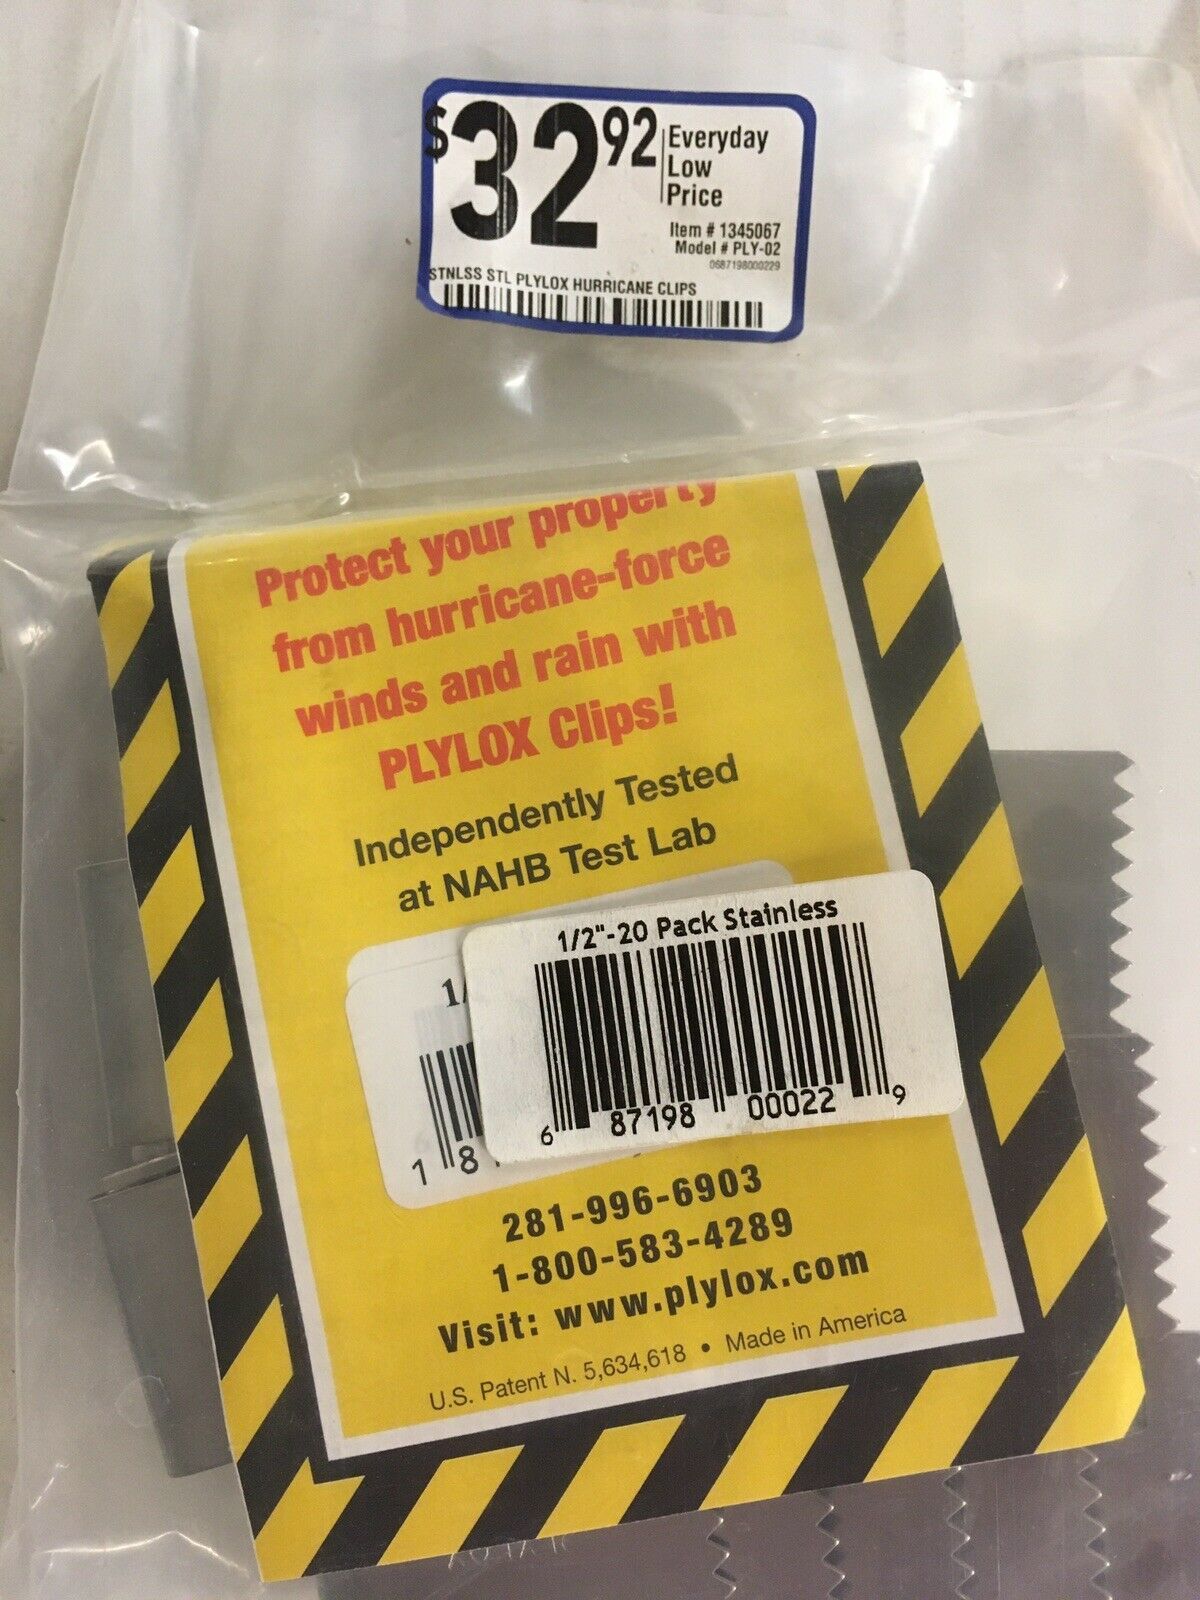 $32 92
Everyday
Low
Price
Item # 1345067
Model # PLY-02
0687198000229
STNLSS STL PLYLOX HURRICANE CLIPS
Protect your property
from hurricane-force
winds and rain with
PLYLOX Clips!
Independently Tested
at NAHB Test Lab
1/2"-20 Pack Stainless
6 87198 00022 9
1/
1 8
281-996-6903
1-800-583-4289
Visit: www.plylox.com
U.S. Patent N. 5,634,618 • Made in America